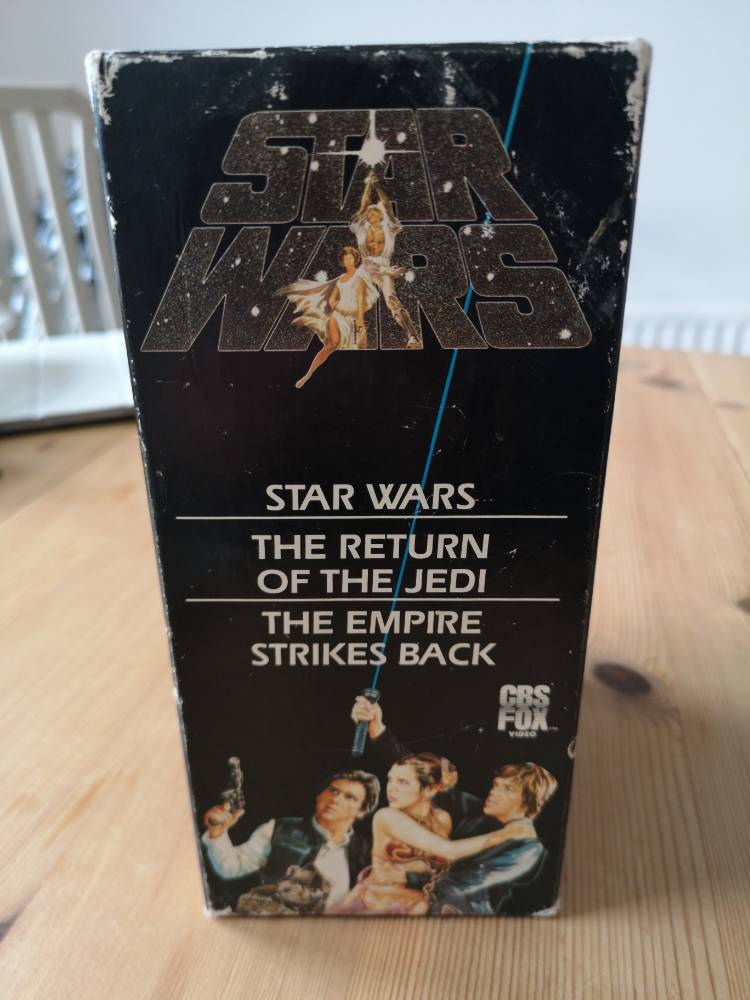 STAR
WARS
STAR WARS
THE RETURN
OF THE JEDI
THE EMPIRE
STRIKES BACK
CBS
FOX
VIDEO